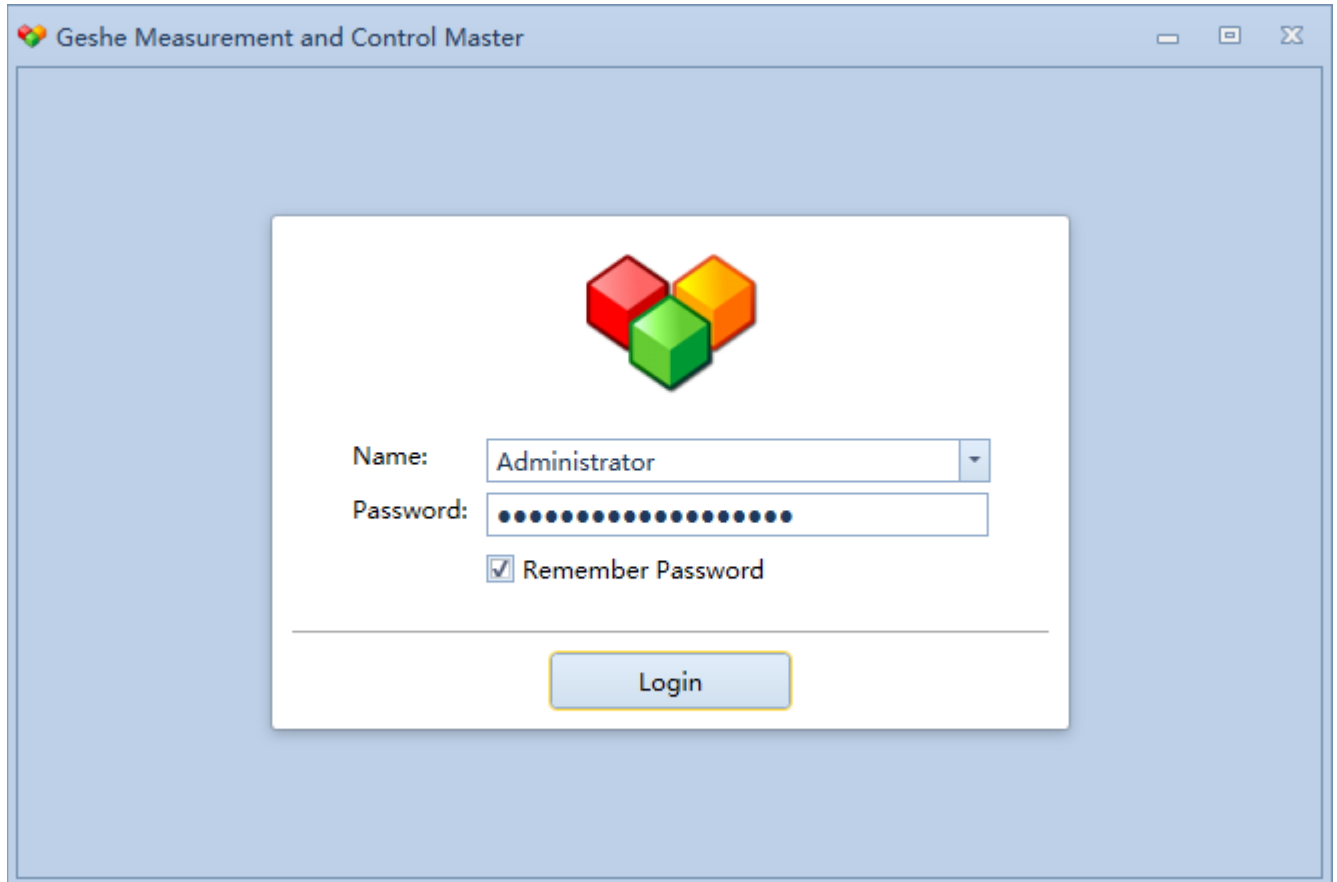 Geshe Measurement and Control Master
Name:
Administrator
Password:
●●●●●●●●●●●●●●●●●●●
Remember Password
Login